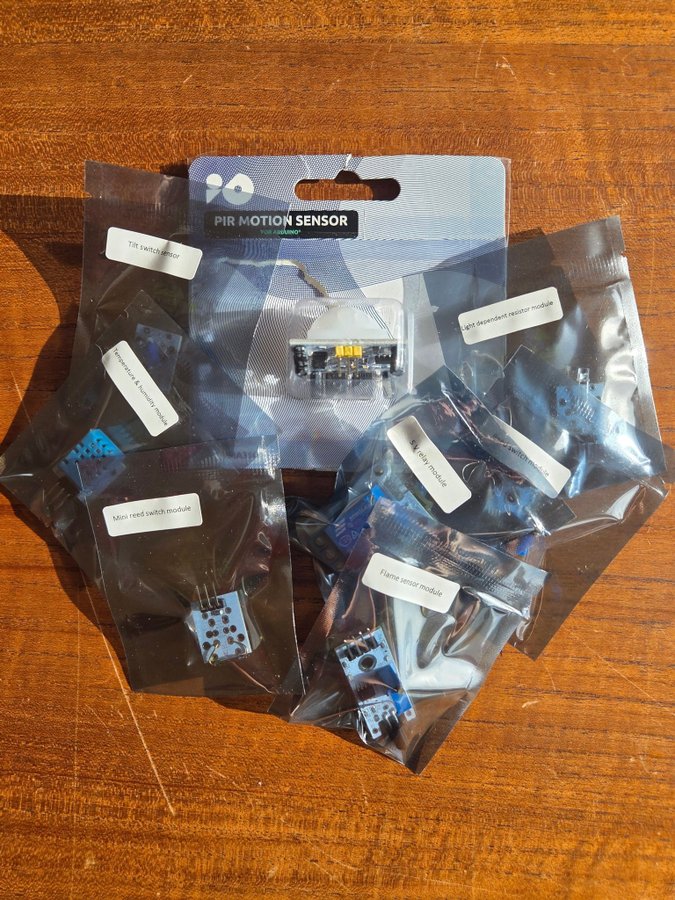 PIR MOTION SENSOR
FOR ARDUINO®
Tilt switch sensor
Light dependent resistor module
Temperature & humidity module
5 V relay module
switch module
Mini reed switch module
Flame sensor module